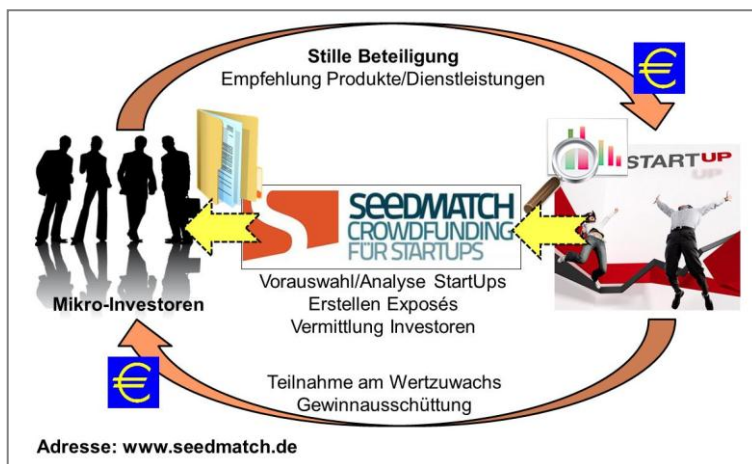 Stille Beteiligung
Empfehlung Produkte/Dienstleistungen
€
STARTUP
UP
SEEDMATCH
CROWDFUNDING
FÜR STARTUPS
Mikro-Investoren
Vorauswahl/Analyse StartUps
Erstellen Exposés
Vermittlung Investoren
€
Teilnahme am Wertzuwachs
Gewinnausschüttung
Adresse: www.seedmatch.de